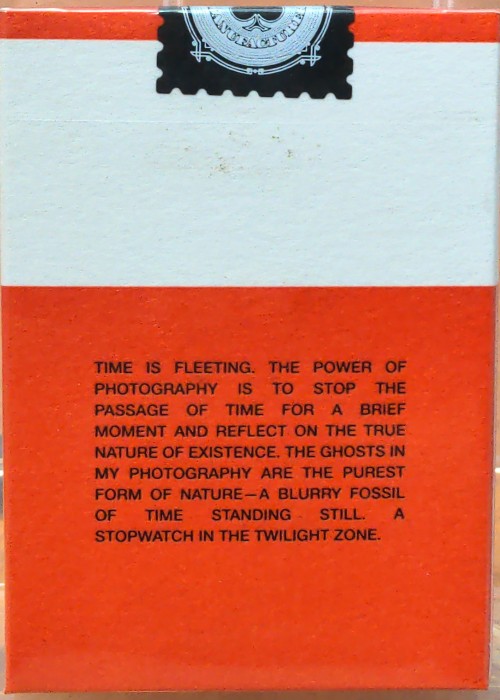 MANUFACTURE
TIME IS FLEETING. THE POWER OF
PHOTOGRAPHY IS TO STOP THE
PASSAGE OF TIME FOR A BRIEF
MOMENT AND REFLECT ON THE TRUE
NATURE OF EXISTENCE. THE GHOSTS IN
MY PHOTOGRAPHY ARE THE PUREST
FORM OF NATURE—A BLURRY FOSSIL
OF TIME STANDING STILL. A
STOPWATCH IN THE TWILIGHT ZONE.